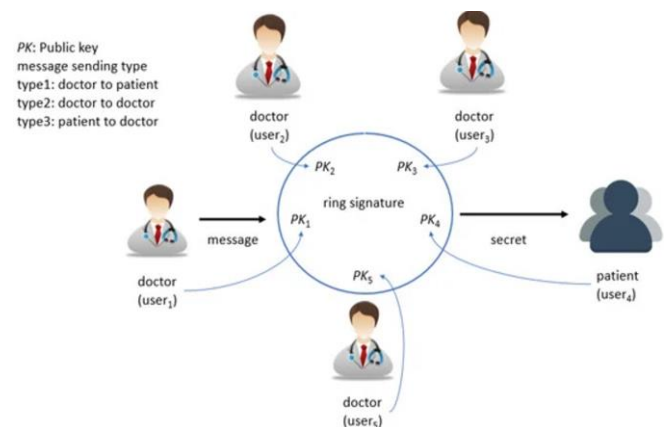 PK: Public key
message sending type
type1: doctor to patient
type2: doctor to doctor
type3: patient to doctor
doctor
(user₂)
doctor
(user₃)
PK₂
PK₃
ring signature
PK₁
PK₄
message
secret
doctor
(user₁)
PK₅
patient
(user₄)
doctor
(user₅)